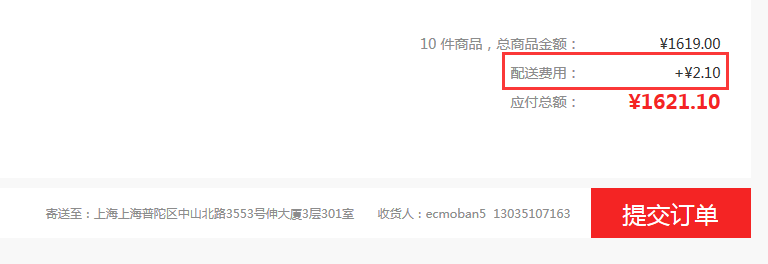 10 件商品，总商品金额： ¥1619.00
配送费用： +¥2.10
应付总额： ¥1621.10
寄送至：上海上海普陀区中山北路3553号伸大厦3层301室 收货人：ecmoban5 13035107163 提交订单